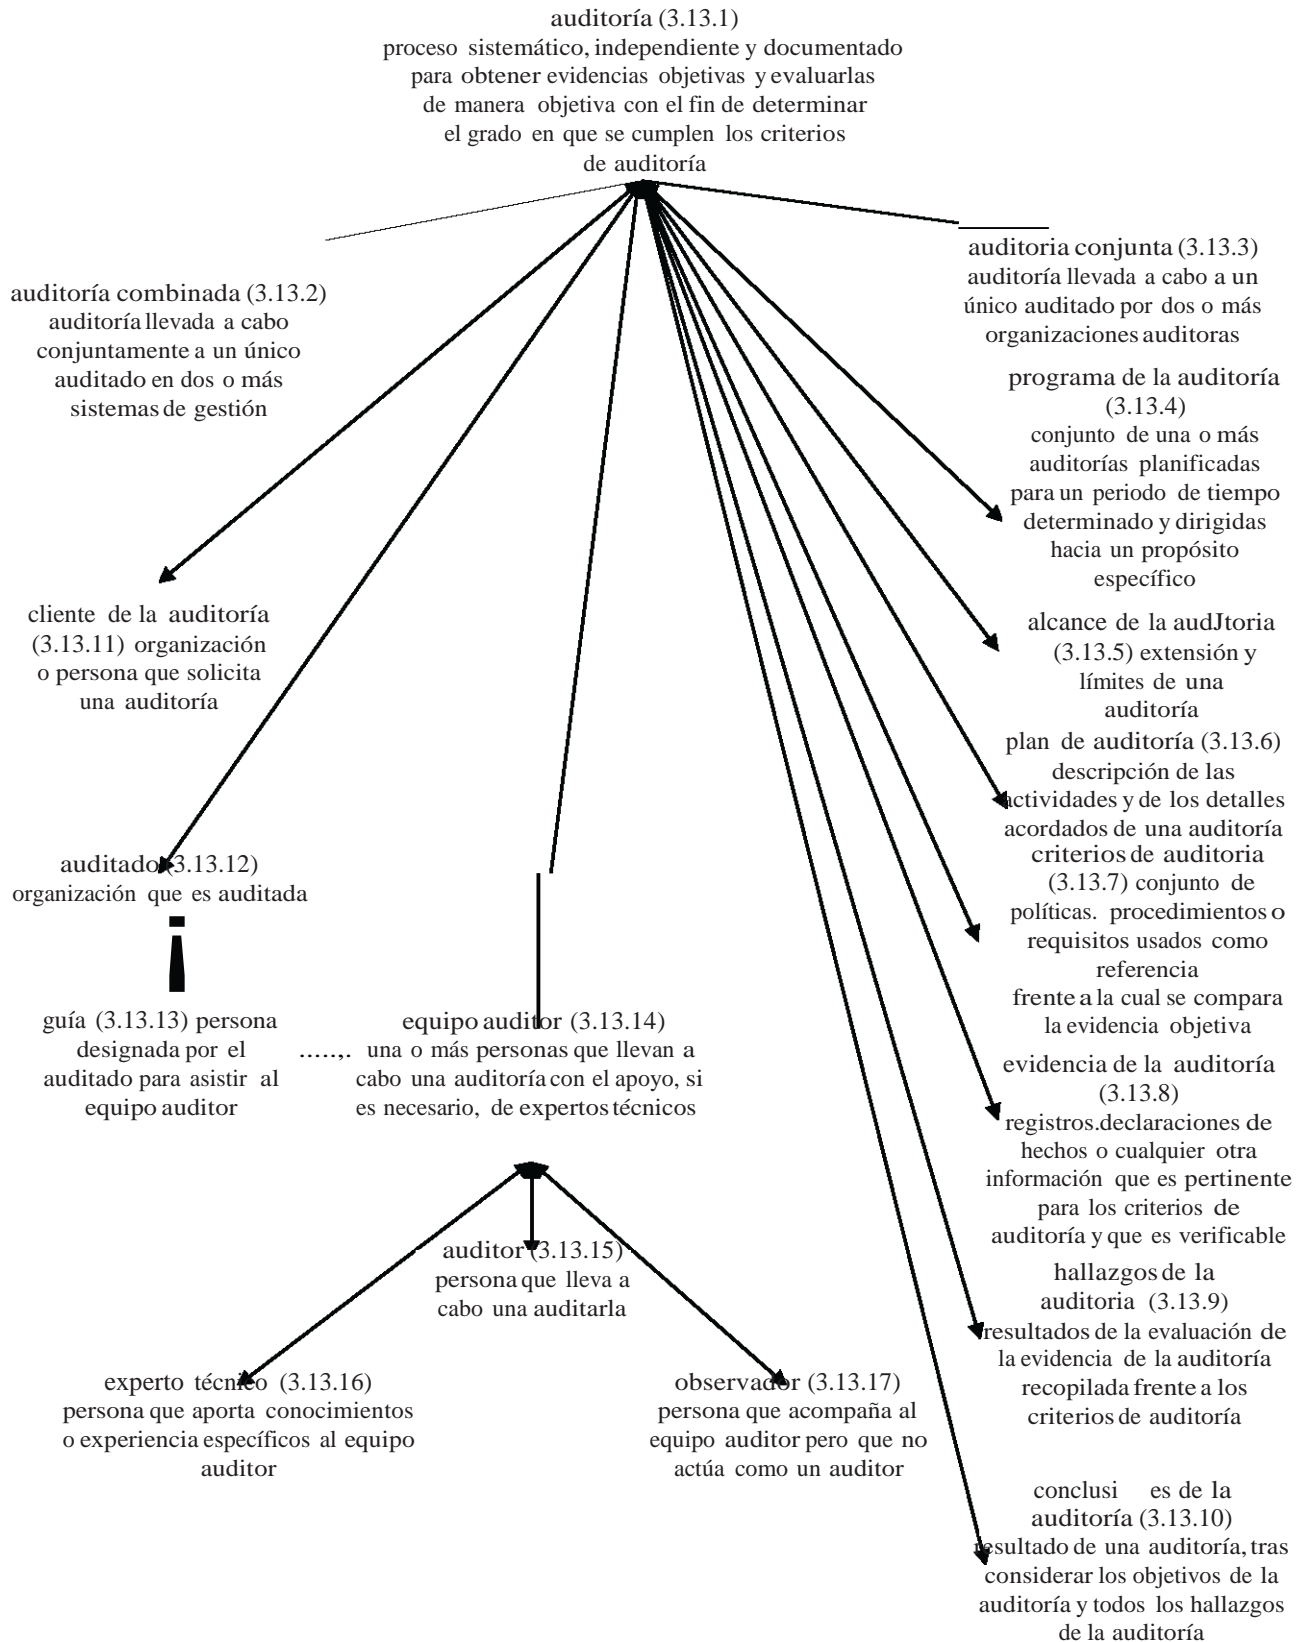 auditoría (3.13.1)
proceso sistemático, independiente y documentado
para obtener evidencias objetivas y evaluarlas
de manera objetiva con el fin de determinar
el grado en que se cumplen los criterios
de auditoría
auditoría combinada (3.13.2)
auditoría llevada a cabo
conjuntamente a un único
auditado en dos o más
sistemas de gestión
auditoria conjunta (3.13.3)
auditoría llevada a cabo a un
único auditado por dos o más
organizaciones auditoras
programa de la auditoría
(3.13.4)
conjunto de una o más
auditorías planificadas
para un periodo de tiempo
determinado y dirigidas
hacia un propósito
específico
cliente de la auditoría
(3.13.11) organización
o persona que solicita
una auditoría
alcance de la audJtoria
(3.13.5) extensión y
límites de una
auditoría
plan de auditoría (3.13.6)
descripción de las
actividades y de los detalles
acordados de una auditoría
auditado (3.13.12)
organización que es auditada
criterios de auditoria
(3.13.7) conjunto de
políticas. procedimientos o
requisitos usados como
referencia
frente a la cual se compara
la evidencia objetiva
¡
guía (3.13.13) persona
designada por el
auditado para asistir al
equipo auditor
.....,.
equipo auditor (3.13.14)
una o más personas que llevan a
cabo una auditoría con el apoyo, si
es necesario, de expertos técnicos
evidencia de la auditoría
(3.13.8)
registros.declaraciones de
hechos o cualquier otra
información que es pertinente
para los criterios de
auditoría y que es verificable
auditor (3.13.15)
persona que lleva a
cabo una auditarla
hallazgos de la
auditoria (3.13.9)
resultados de la evaluación de
la evidencia de la auditoría
recopilada frente a los
criterios de auditoría
experto técnico (3.13.16)
persona que aporta conocimientos
o experiencia específicos al equipo
auditor
observador (3.13.17)
persona que acompaña al
equipo auditor pero que no
actúa como un auditor
conclusi es de la
auditoría (3.13.10)
resultado de una auditoría, tras
considerar los objetivos de la
auditoría y todos los hallazgos
de la auditoría